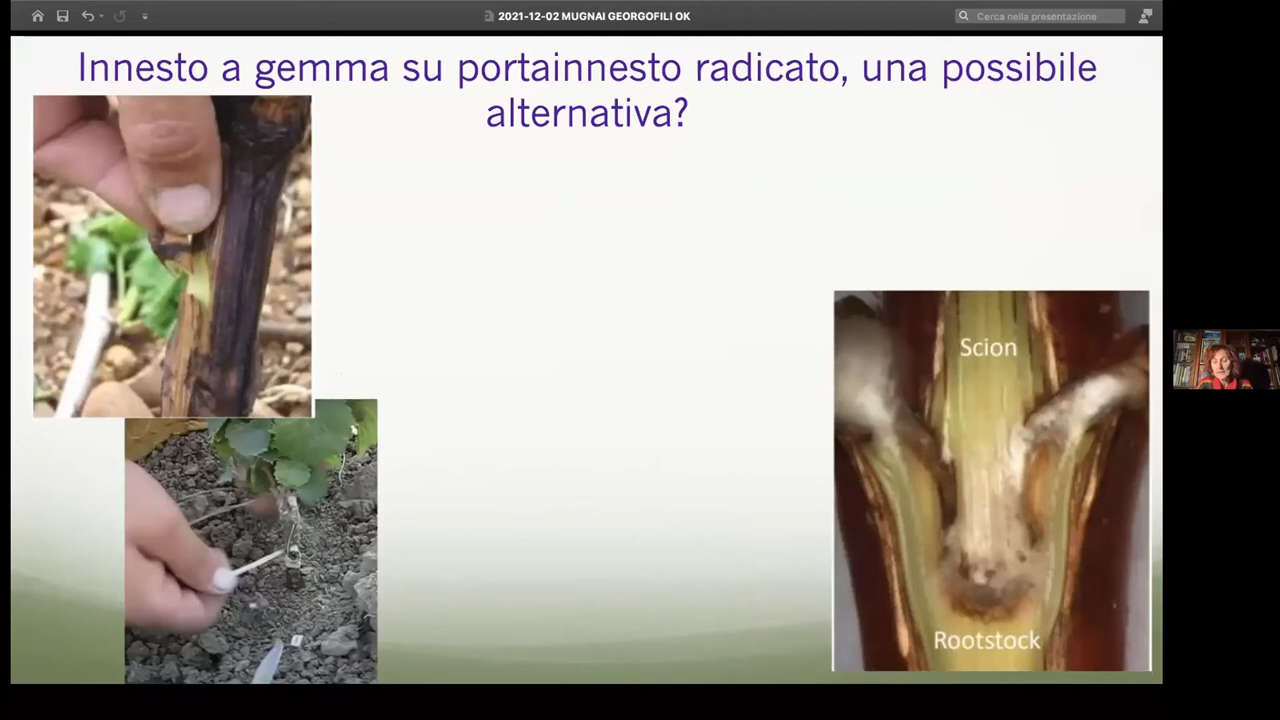 2021-12-02 MUGNAI GEORGOFILI OK
Cerca nella presentazione
Innesto a gemma su portainnesto radicato, una possibile
alternativa?
Scion
Rootstock